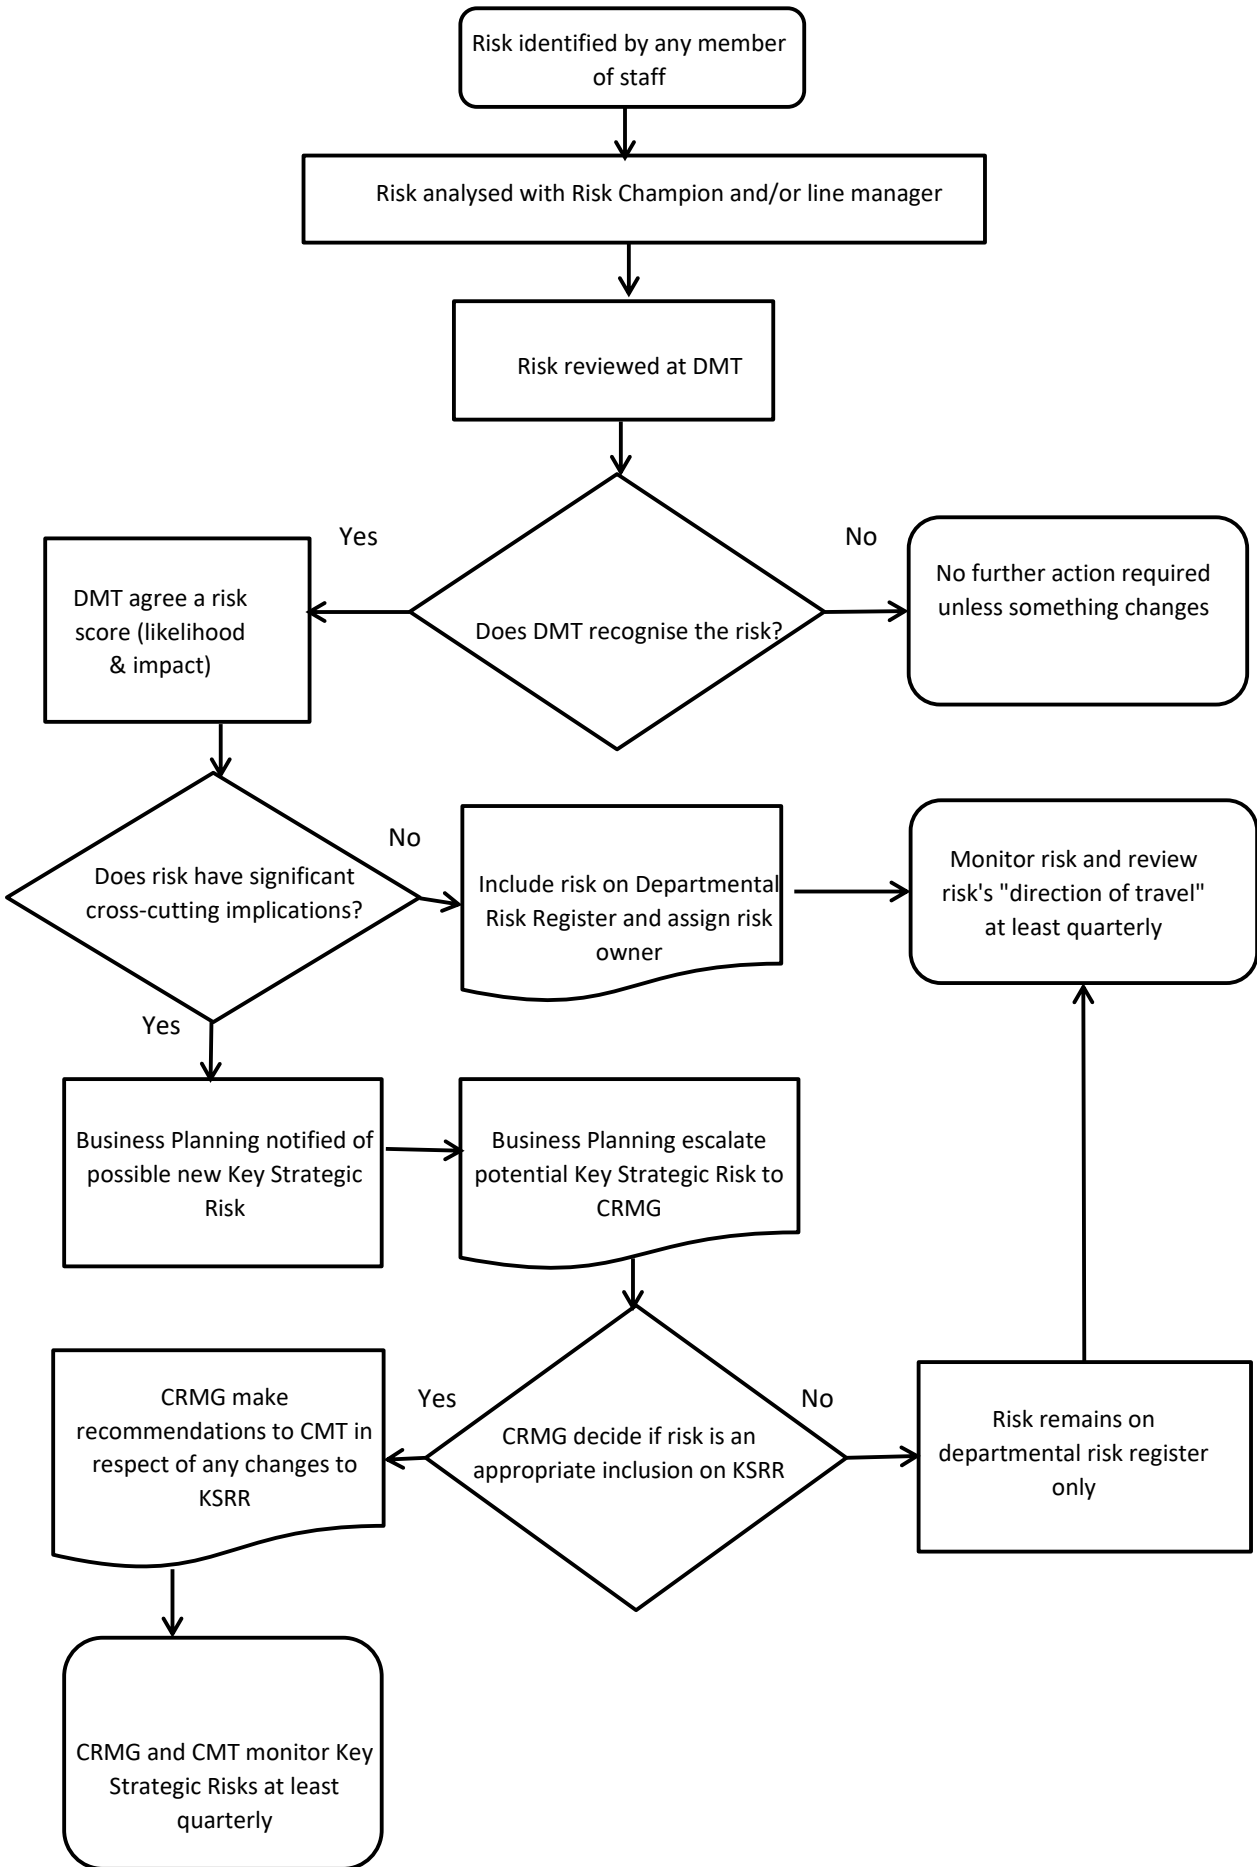 Risk identified by any member
of staff
Risk analysed with Risk Champion and/or line manager
Risk reviewed at DMT
Yes
No
DMT agree a risk
score (likelihood
& impact)
Does DMT recognise the risk?
No further action required
unless something changes
No
Does risk have significant
cross-cutting implications?
Include risk on Departmental
Risk Register and assign risk
owner
Monitor risk and review
risk's "direction of travel"
at least quarterly
Yes
Business Planning notified of
possible new Key Strategic
Risk
Business Planning escalate
potential Key Strategic Risk to
CRMG
CRMG make
recommendations to CMT in
respect of any changes to
KSRR
Yes
CRMG decide if risk is an
appropriate inclusion on KSRR
No
Risk remains on
departmental risk register
only
CRMG and CMT monitor Key
Strategic Risks at least
quarterly